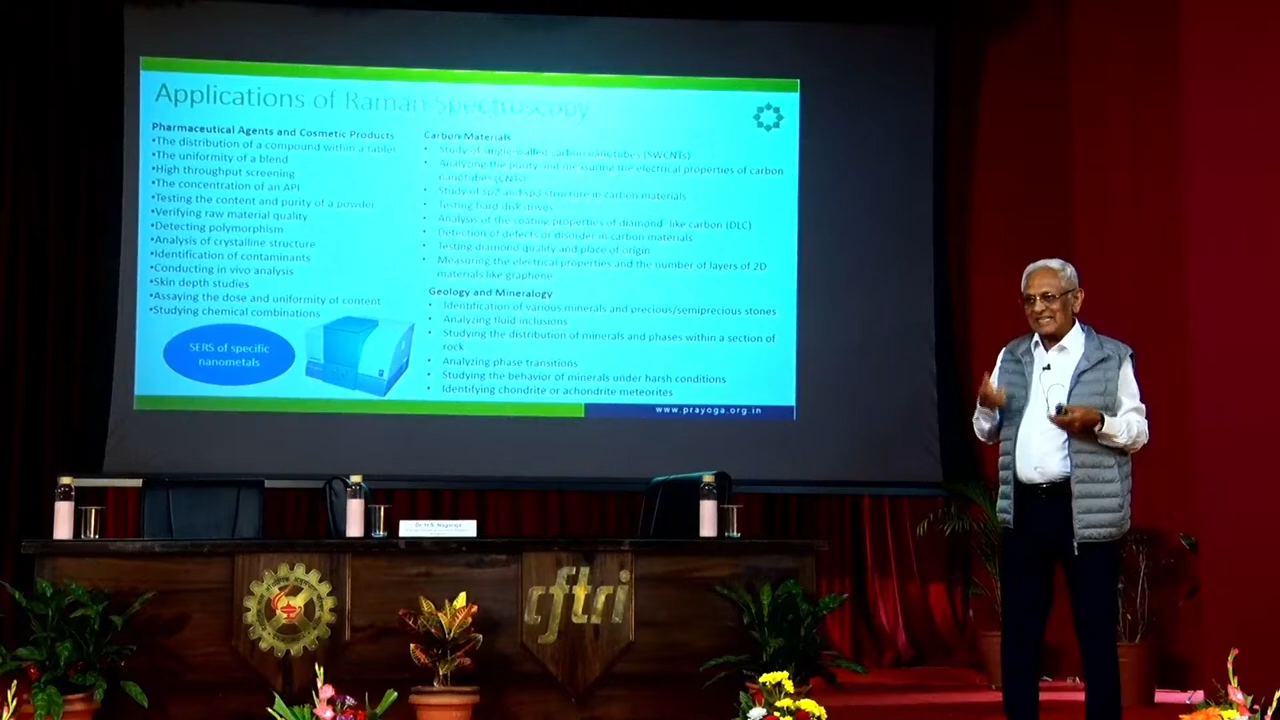 Applications of Raman Spectroscopy
Pharmaceutical Agents and Cosmetic Products
•The distribution of a compound within a tablet
•The uniformity of a blend
•High throughput screening
•The concentration of an API
•Testing the content and purity of a powder
•Verifying raw material quality
•Detecting polymorphism
•Analysis of crystalline structure
•Identification of contaminants
•Conducting in vivo analysis
•Skin depth studies
•Assaying the dose and uniformity of content
•Studying chemical combinations
SERS of specific
nanometals
Carbon Materials
• Study of single-walled carbon nanotubes (SWCNTs)
• Analyzing the purity and measuring the electrical properties of carbon
nanotubes (CNTs)
• Study of sp2 and sp3 structure in carbon materials
• Testing hard disk drives
• Analysis of the coating properties of diamond-like carbon (DLC)
• Detection of defects or disorder in carbon materials
• Testing diamond quality and place of origin
• Measuring the electrical properties and the number of layers of 2D
materials like graphene
Geology and Mineralogy
• Identification of various minerals and precious/semiprecious stones
• Analyzing fluid inclusions
• Studying the distribution of minerals and phases within a section of
rock
• Analyzing phase transitions
• Studying the behavior of minerals under harsh conditions
• Identifying chondrite or achondrite meteorites
www.prayoga.org.in
Dr. H.S. Nagaraja
cftri